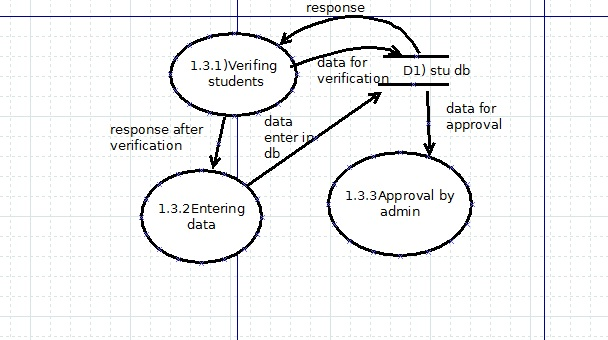 response
1.3.1)Verifing
students
data for
verification
D1) stu db
data for
approval
response after
verification
data
enter in
db
1.3.2Entering
data
1.3.3Approval by
admin